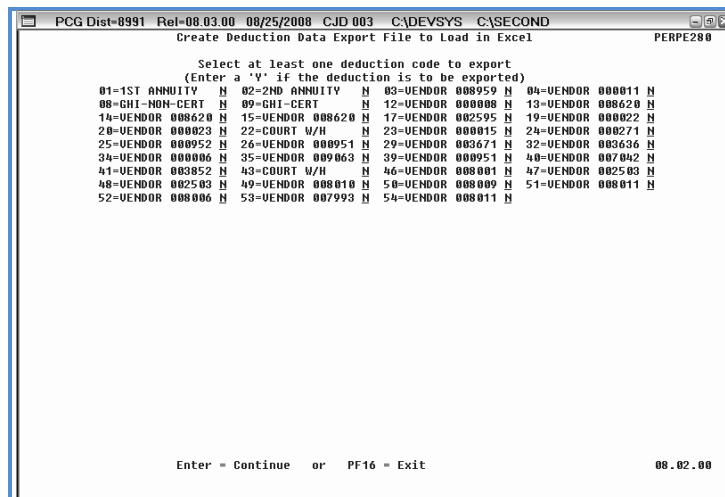 PCG Dist=8991 Rel=08.03.00 08/25/2008 CJD 003 C:\DEVSYS C:\SECOND
Create Deduction Data Export File to Load in Excel PERPE280
Select at least one deduction code to export
(Enter a 'Y' if the deduction is to be exported)
01=1ST ANNUITY N 02=2ND ANNUITY N 03=VENDOR 008959 N 04=VENDOR 000011 N
08=GHI-NON-CERT N 09=GHI-CERT N 12=VENDOR 000008 N 13=VENDOR 008620 N
14=VENDOR 008620 N 15=VENDOR 008620 N 17=VENDOR 002595 N 19=VENDOR 000022 N
20=VENDOR 000023 N 22=COURT W/H N 23=VENDOR 000015 N 24=VENDOR 000271 N
25=VENDOR 000952 N 26=VENDOR 000951 N 29=VENDOR 003671 N 32=VENDOR 003636 N
34=VENDOR 000006 N 35=VENDOR 009063 N 39=VENDOR 000951 N 40=VENDOR 007042 N
41=VENDOR 003852 N 43=COURT W/H N 46=VENDOR 008001 N 47=VENDOR 002503 N
48=VENDOR 002503 N 49=VENDOR 008010 N 50=VENDOR 008009 N 51=VENDOR 008011 N
52=VENDOR 008006 N 53=VENDOR 007993 N 54=VENDOR 008011 N
Enter = Continue or PF16 = Exit 08.02.00